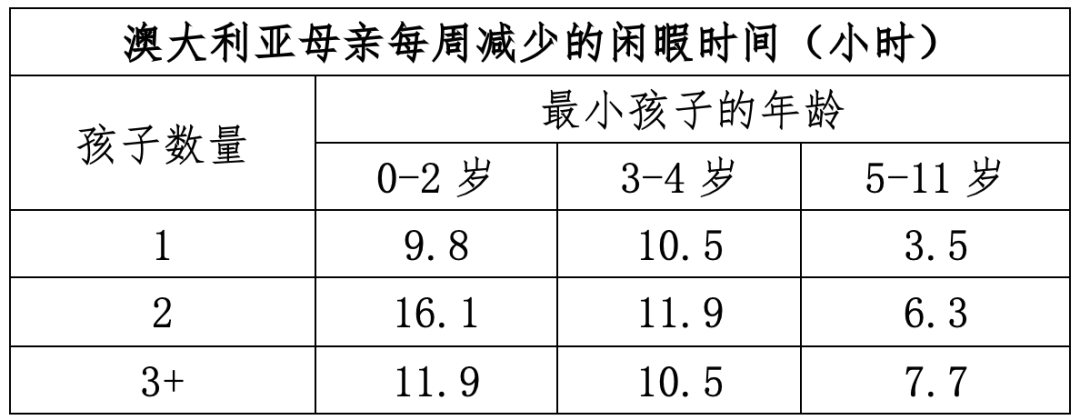 澳大利亚母亲每周减少的闲暇时间（小时）
孩子数量
最小孩子的年龄
0-2 岁 3-4 岁 5-11 岁
1 9.8 10.5 3.5
2 16.1 11.9 6.3
3+ 11.9 10.5 7.7